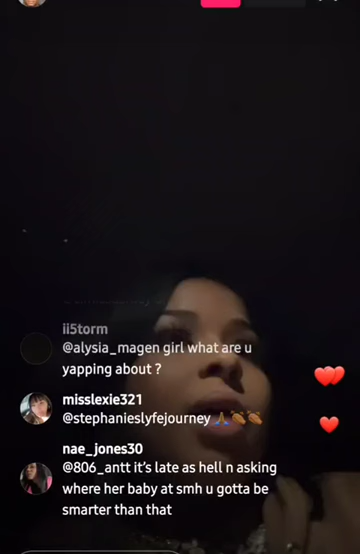 ii5torm
@alysia_magen girl what are u
yapping about ?
misslexie321
@stephanieslyfejourney 🙏🏽👏🏽👏🏽
nae_jones30
@806_antt it’s late as hell n asking
where her baby at smh u gotta be
smarter than that